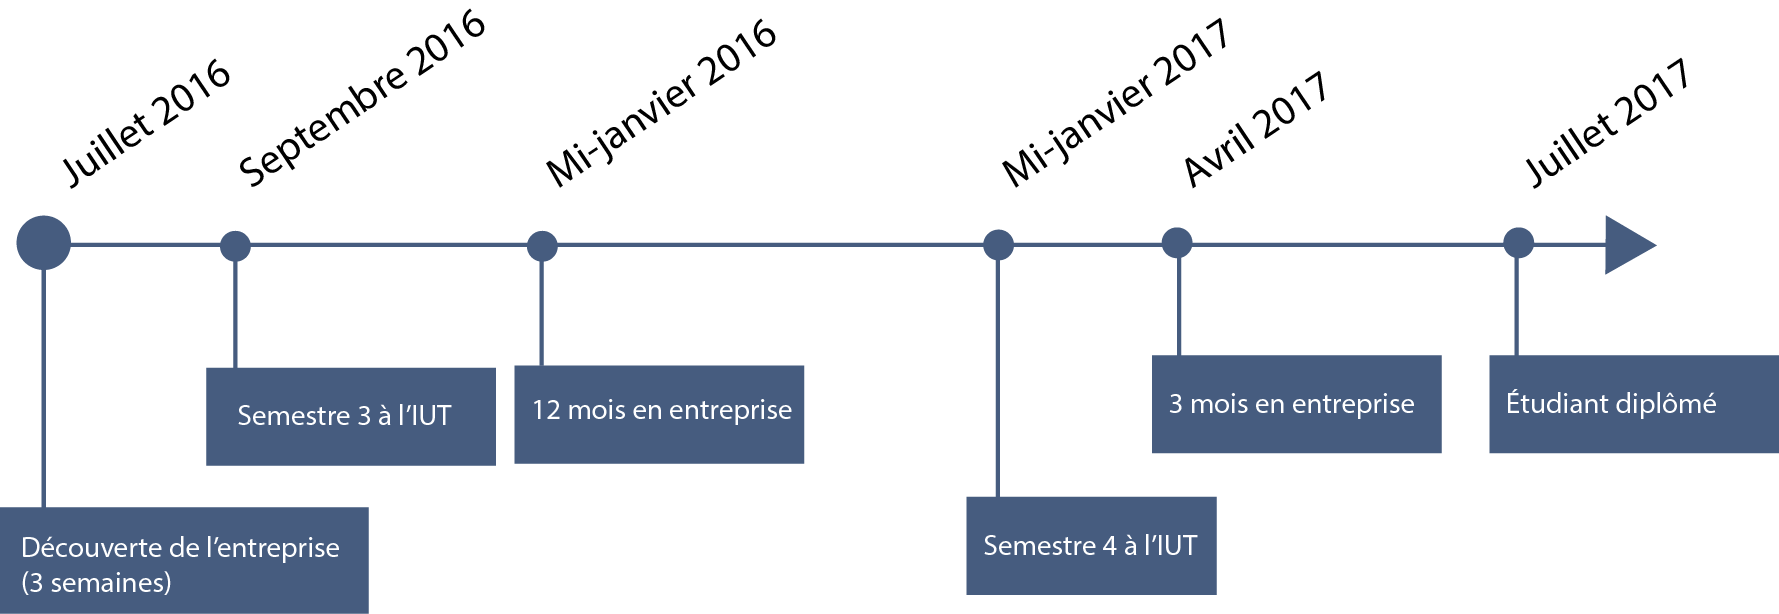 Juillet 2016
Septembre 2016
Mi-janvier 2016
Mi-janvier 2017
Avril 2017
Juillet 2017
Découverte de l’entreprise
(3 semaines)
Semestre 3 à l’IUT
12 mois en entreprise
Semestre 4 à l’IUT
3 mois en entreprise
Étudiant diplômé